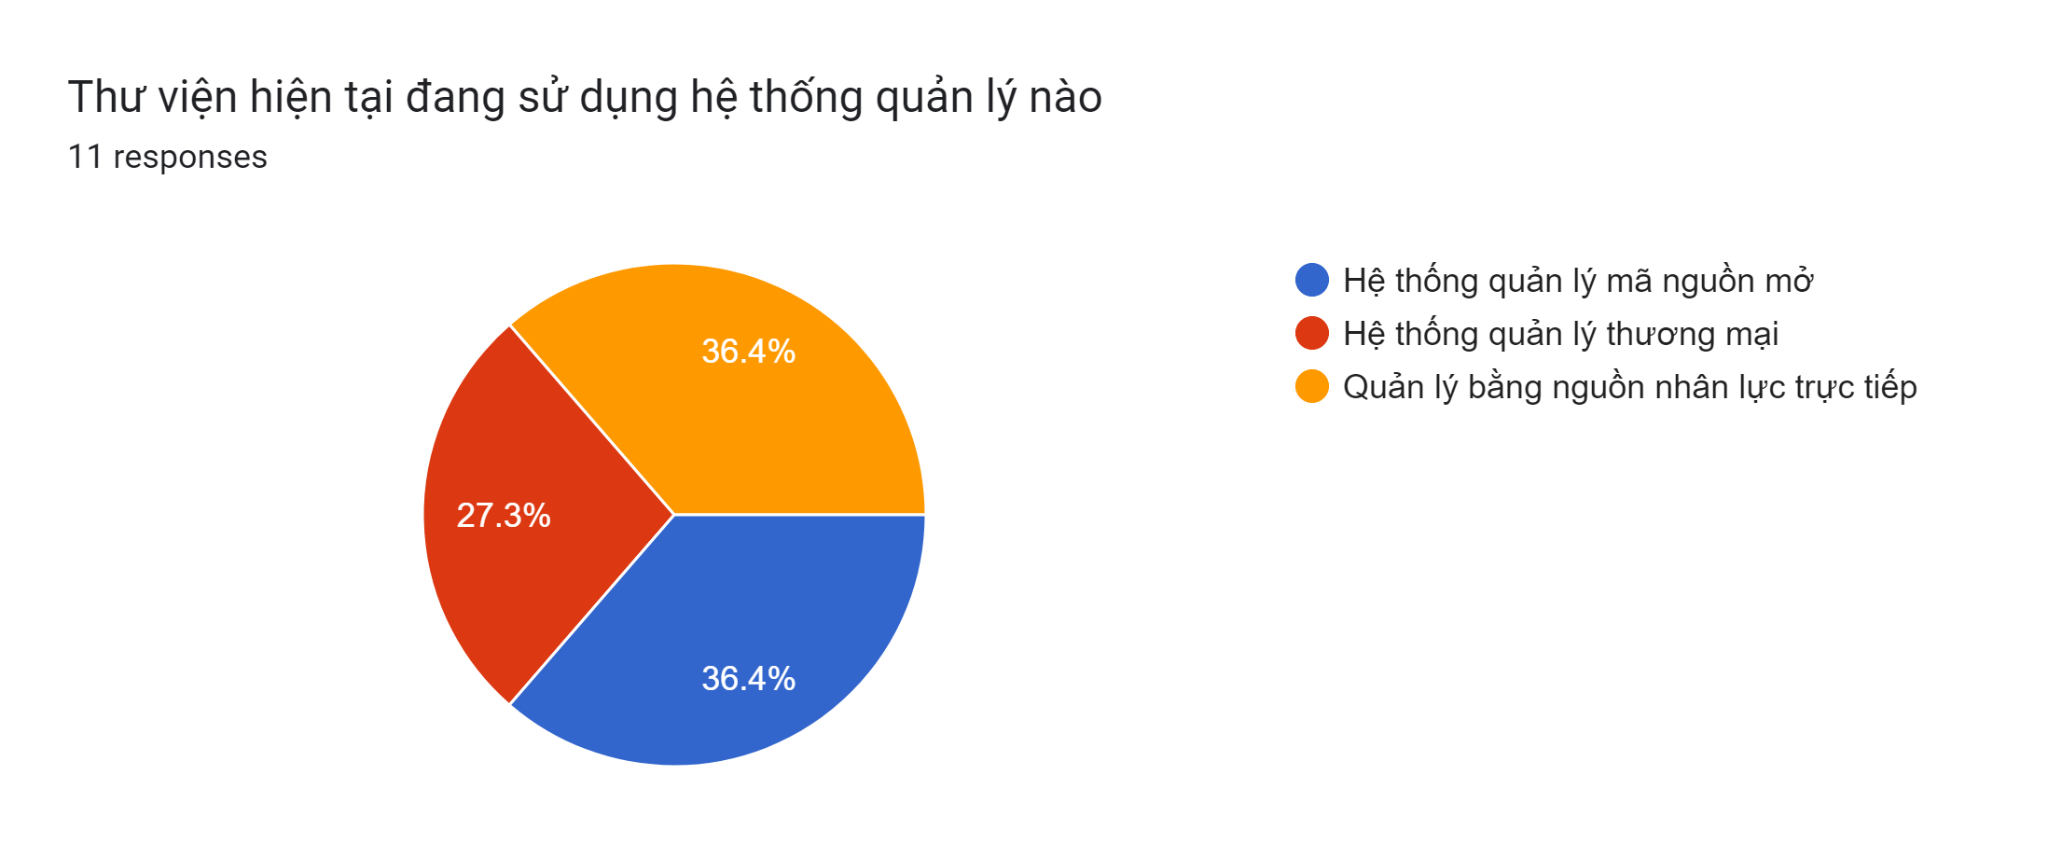 Thư viện hiện tại đang sử dụng hệ thống quản lý nào
11 responses
Hệ thống quản lý mã nguồn mở
Hệ thống quản lý thương mại
Quản lý bằng nguồn nhân lực trực tiếp
36.4%
27.3%
36.4%